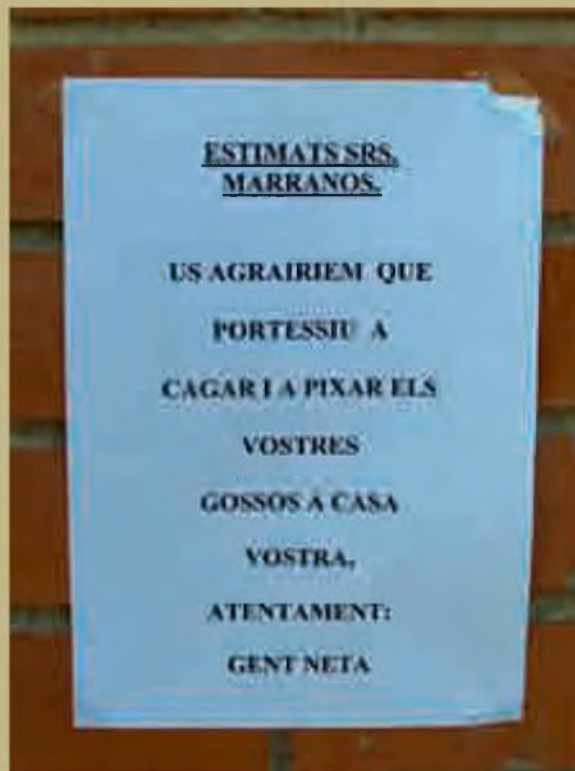 ESTIMATS SRS.
MARRANOS.
US AGRAIRIEM QUE
PORTESSIU A
CAGAR I A PIXAR ELS
VOSTRES
GOSSOS A CASA
VOSTRA.
ATENTAMENT:
GENT NETA